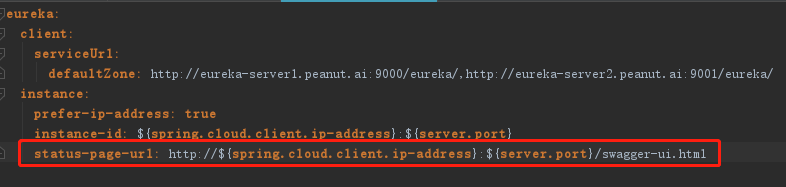 eureka:
client:
serviceUrl:
defaultZone: http://eureka-server1.peanut.ai:9000/eureka/,http://eureka-server2.peanut.ai:9001/eureka/
instance:
prefer-ip-address: true
instance-id: ${spring.cloud.client.ip-address}:${server.port}
status-page-url: http://${spring.cloud.client.ip-address}:${server.port}/swagger-ui.html